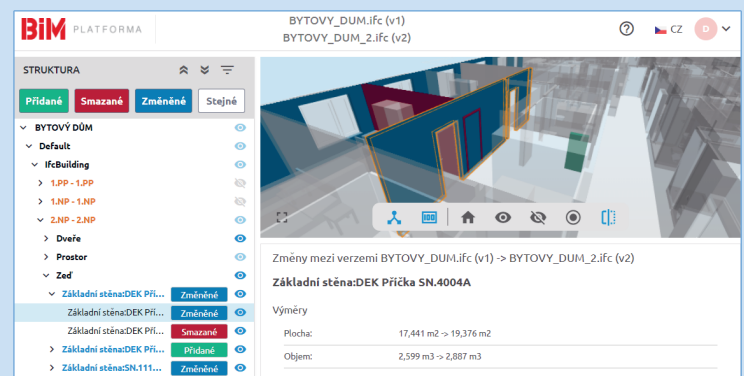 BiM PLATFORMA
BYTOVY_DUM.ifc (v1)
BYTOVY_DUM_2.ifc (v2)
CZ
D
STRUKTURA
Přidané Smazané Změněné Stejné
BYTOVÝ DŮM
Default
IfcBuilding
1.PP - 1.PP
1.NP - 1.NP
2.NP - 2.NP
Dveře
Prostor
Zeď
Základní stěna:DEK Pří... Změněné
Základní stěna:DEK Pří... Změněné
Základní stěna:DEK Pří... Smazané
Základní stěna:DEK Pří... Přidané
Základní stěna:SN.111... Změněné
Změny mezi verzemi BYTOVY_DUM.ifc (v1) -> BYTOVY_DUM_2.ifc (v2)
Základní stěna:DEK Příčka SN.4004A
Výměry
Plocha: 17,441 m2 -> 19,376 m2
Objem: 2,599 m3 -> 2,887 m3